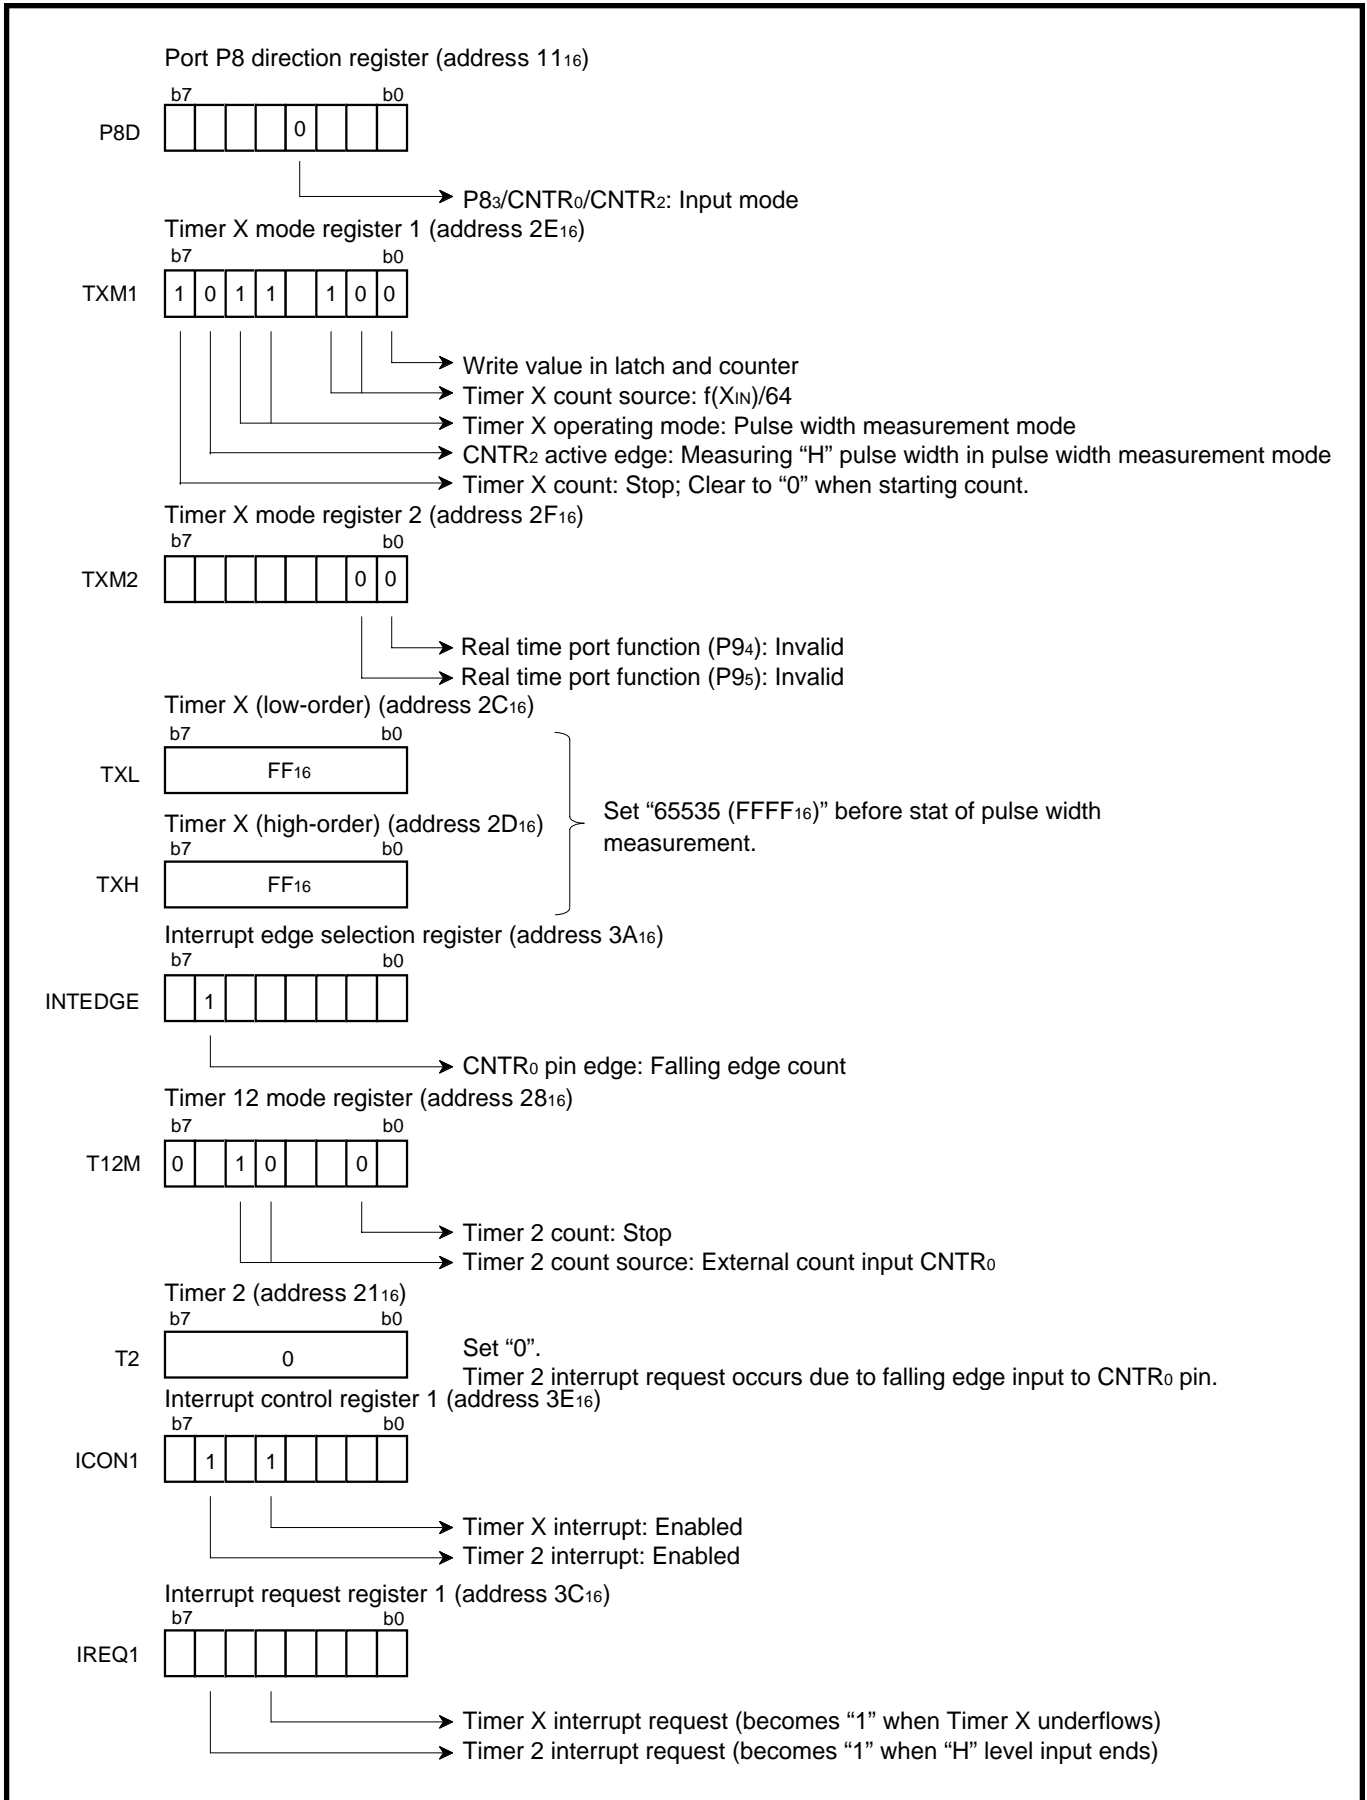 Port P8 direction register (address 11₁₆)
b7 b0
P8D 0
P8₃/CNTR₀/CNTR₂: Input mode
Timer X mode register 1 (address 2E₁₆)
b7 b0
TXM1 1 0 1 1 1 0 0
Write value in latch and counter
Timer X count source: f(X_IN)/64
Timer X operating mode: Pulse width measurement mode
CNTR₂ active edge: Measuring “H” pulse width in pulse width measurement mode
Timer X count: Stop; Clear to “0” when starting count.
Timer X mode register 2 (address 2F₁₆)
b7 b0
TXM2 0 0
Real time port function (P9₄): Invalid
Real time port function (P9₅): Invalid
Timer X (low-order) (address 2C₁₆)
b7 b0
TXL FF₁₆
Timer X (high-order) (address 2D₁₆)
b7 b0
TXH FF₁₆
Set “65535 (FFFF₁₆)” before stat of pulse width
measurement.
Interrupt edge selection register (address 3A₁₆)
b7 b0
INTEDGE 1
CNTR₀ pin edge: Falling edge count
Timer 12 mode register (address 28₁₆)
b7 b0
T12M 0 1 0 0
Timer 2 count: Stop
Timer 2 count source: External count input CNTR₀
Timer 2 (address 21₁₆)
b7 b0
T2 0
Set “0”.
Timer 2 interrupt request occurs due to falling edge input to CNTR₀ pin.
Interrupt control register 1 (address 3E₁₆)
b7 b0
ICON1 1 1
Timer X interrupt: Enabled
Timer 2 interrupt: Enabled
Interrupt request register 1 (address 3C₁₆)
b7 b0
IREQ1
Timer X interrupt request (becomes “1” when Timer X underflows)
Timer 2 interrupt request (becomes “1” when “H” level input ends)